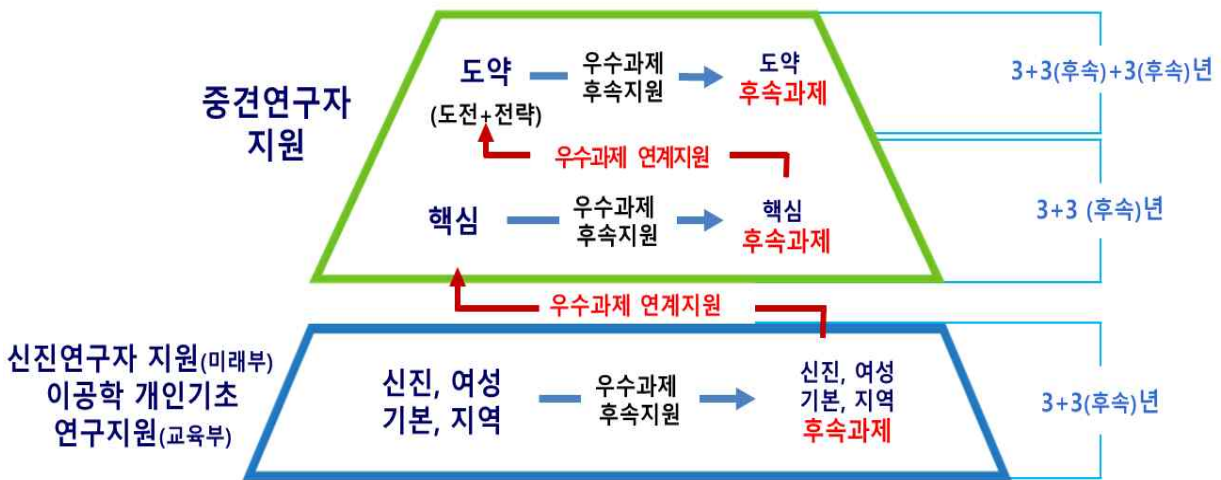 중견연구자
지원
도약
(도전+전략)
우수과제
후속지원
도약
후속과제
3+3(후속)+3(후속)년
우수과제 연계지원
핵심
우수과제
후속지원
핵심
후속과제
3+3 (후속)년
우수과제 연계지원
신진연구자 지원(미래부)
이공학 개인기초
연구지원(교육부)
신진, 여성
기본, 지역
우수과제
후속지원
신진, 여성
기본, 지역
후속과제
3+3(후속)년